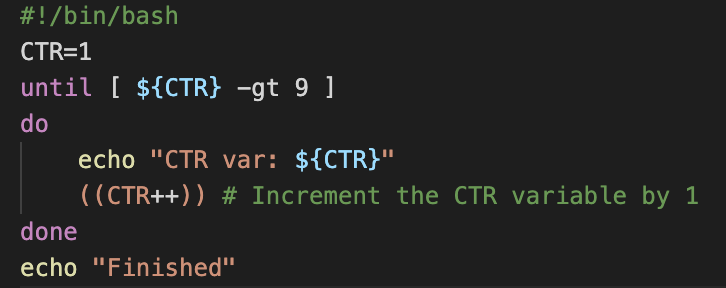 #!/bin/bash
CTR=1
until [ ${CTR} -gt 9 ]
do
    echo "CTR var: ${CTR}"
    ((CTR++)) # Increment the CTR variable by 1
done
echo "Finished"